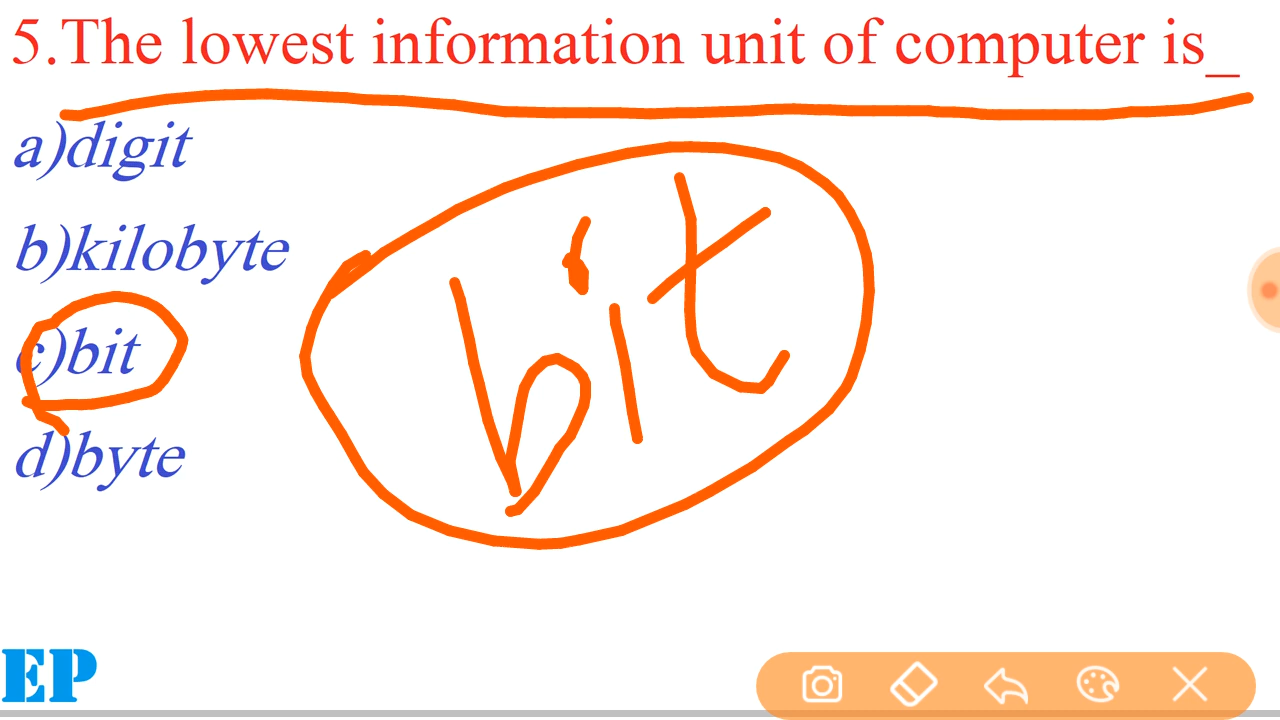 5.The lowest information unit of computer is_
a)digit
b)kilobyte
c)bit
d)byte
bit
EP